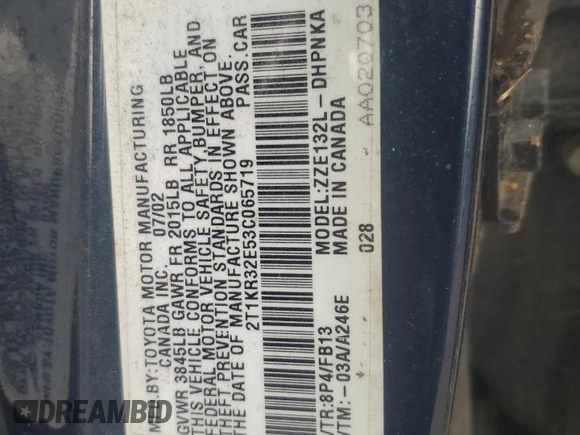 BY: TOYOTA MOTOR MANUFACTURING
CANADA INC. 07/02
GVWR 3845LB GAWR FR 2015LB RR 1850LB
THIS VEHICLE CONFORMS TO ALL APPLICABLE
FEDERAL MOTOR VEHICLE SAFETY, BUMPER, AND
THEFT PREVENTION STANDARDS IN EFFECT ON
THE DATE OF MANUFACTURE SHOWN ABOVE.
2T1KR32E53C065719 PASS.CAR
C/TR:8P4/FB13 MODEL:ZZE132L-DHPNKA
A/TM:-03A/A246E MADE IN CANADA
028 AA020703
DIDIFAX.COM